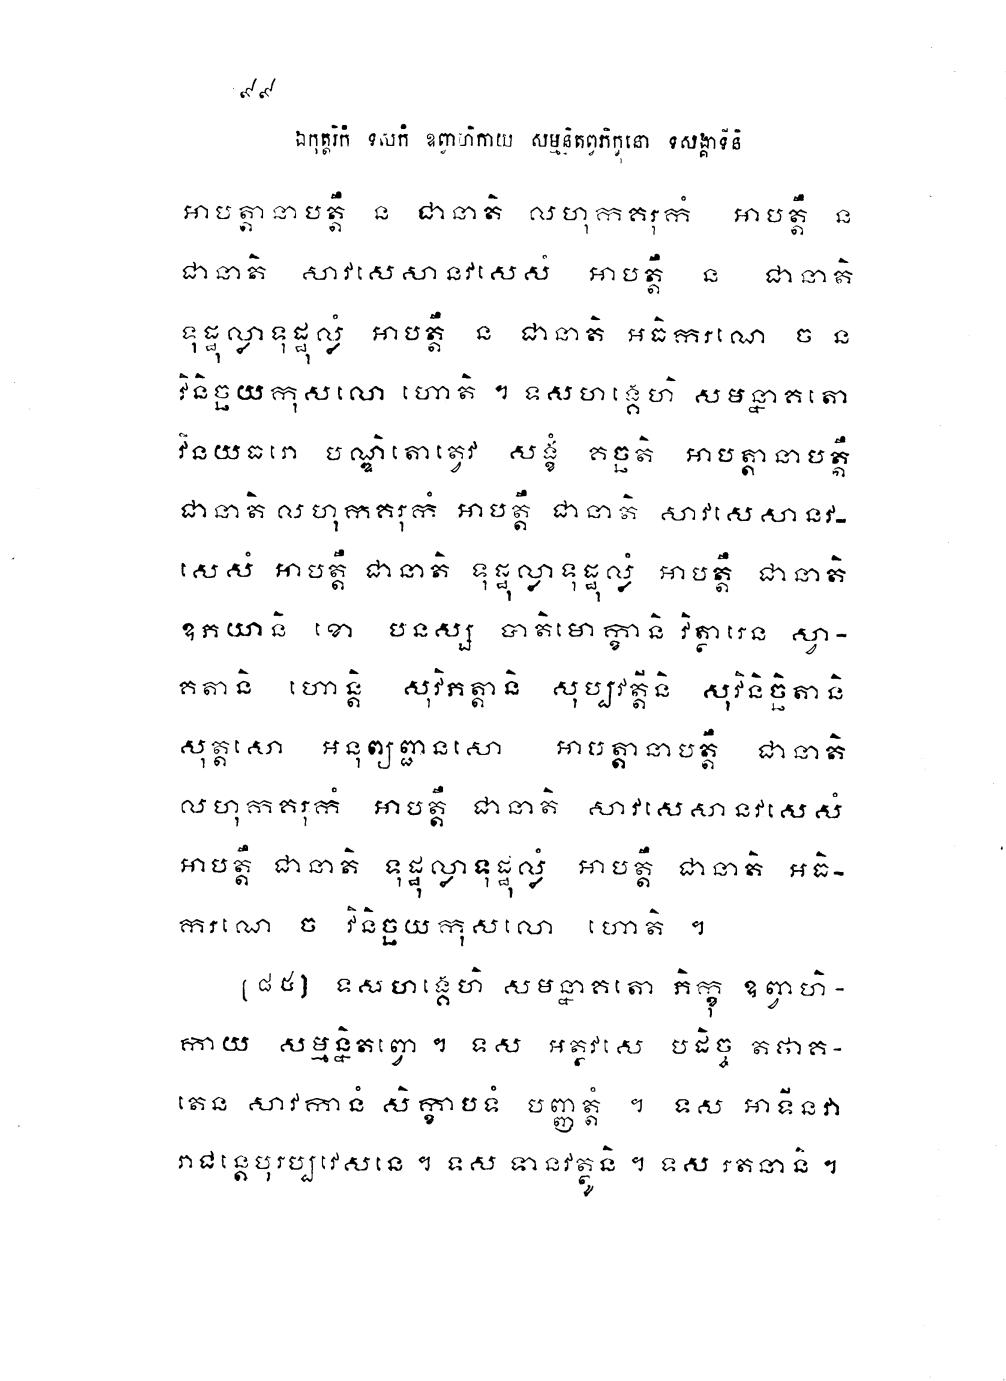 ៩៩
ឯកុត្តរិកំ ទសកំ ឧព្វាហិកាយ សម្មន្និតព្វភិក្ខុនោ ទសង្គាទីនិ
អាបត្តានាបត្តឹ ន ជានាតិ លហុកគរុកំ អាបត្តឹ ន
ជានាតិ សាវសេសានវសេសំ អាបត្តឹ ន ជានាតិ
ទុដ្ឋុល្លាទុដ្ឋុល្លំ អាបត្តឹ ន ជានាតិ អធិករណេ ច ន
វិនិច្ឆយកុសលោ ហោតិ ។ ទសហង្គេហិ សមន្នាគតោ
វិនយធរោ បណ្ឌិតោត្វេវ សង្ខំ គច្ឆតិ អាបត្តានាបត្តឹ
ជានាតិ លហុកគរុកំ អាបត្តឹ ជានាតិ សាវសេសានវ-
សេសំ អាបត្តឹ ជានាតិ ទុដ្ឋុល្លាទុដ្ឋុល្លំ អាបត្តឹ ជានាតិ
ឧភយានិ ខោ បនស្ស បាតិមោក្ខានិ វិត្ថារេន ស្វា-
គតានិ ហោន្តិ សុវិភត្តានិ សុប្បវត្តីនិ សុវិនិច្ឆិតានិ
សុត្តសោ អនុព្យញ្ជនសោ អាបត្តានាបត្តឹ ជានាតិ
លហុកគរុកំ អាបត្តឹ ជានាតិ សាវសេសានវសេសំ
អាបត្តឹ ជានាតិ ទុដ្ឋុល្លាទុដ្ឋុល្លំ អាបត្តឹ ជានាតិ អធិ-
ករណេ ច វិនិច្ឆយកុសលោ ហោតិ ។
[៨៥] ទសហង្គេហិ សមន្នាគតោ ភិក្ខុ ឧព្វាហិ-
កាយ សម្មន្និតព្វោ ។ ទស អត្ថវសេ បដិច្ច តថាគ-
តេន សាវកានំ សិក្ខាបទំ បញ្ញត្តំ ។ ទស អាទីនវា
រាជន្តេបុរប្បវេសនេ ។ ទស ទានវត្ថូនិ ។ ទស រតនានិ ។